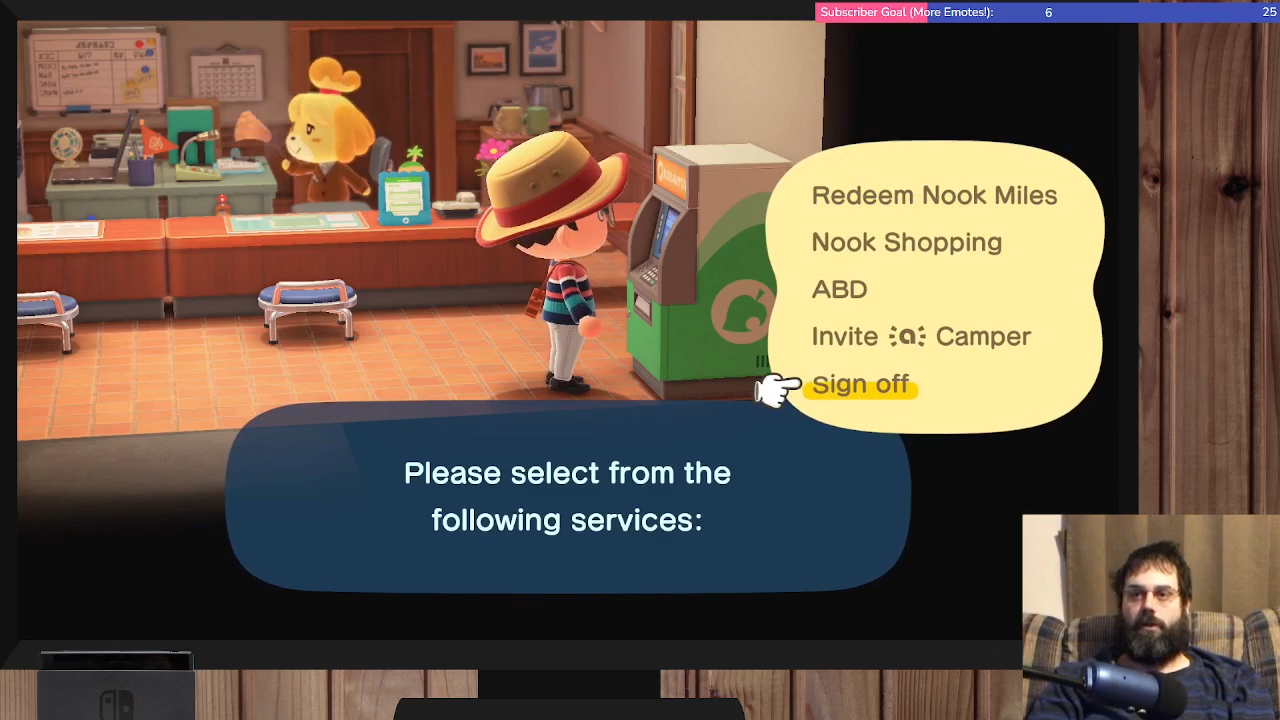 Subscriber Goal (More Emotes!): 6 25
Redeem Nook Miles
Nook Shopping
ABD
Invite a Camper
Sign off
Please select from the
following services: